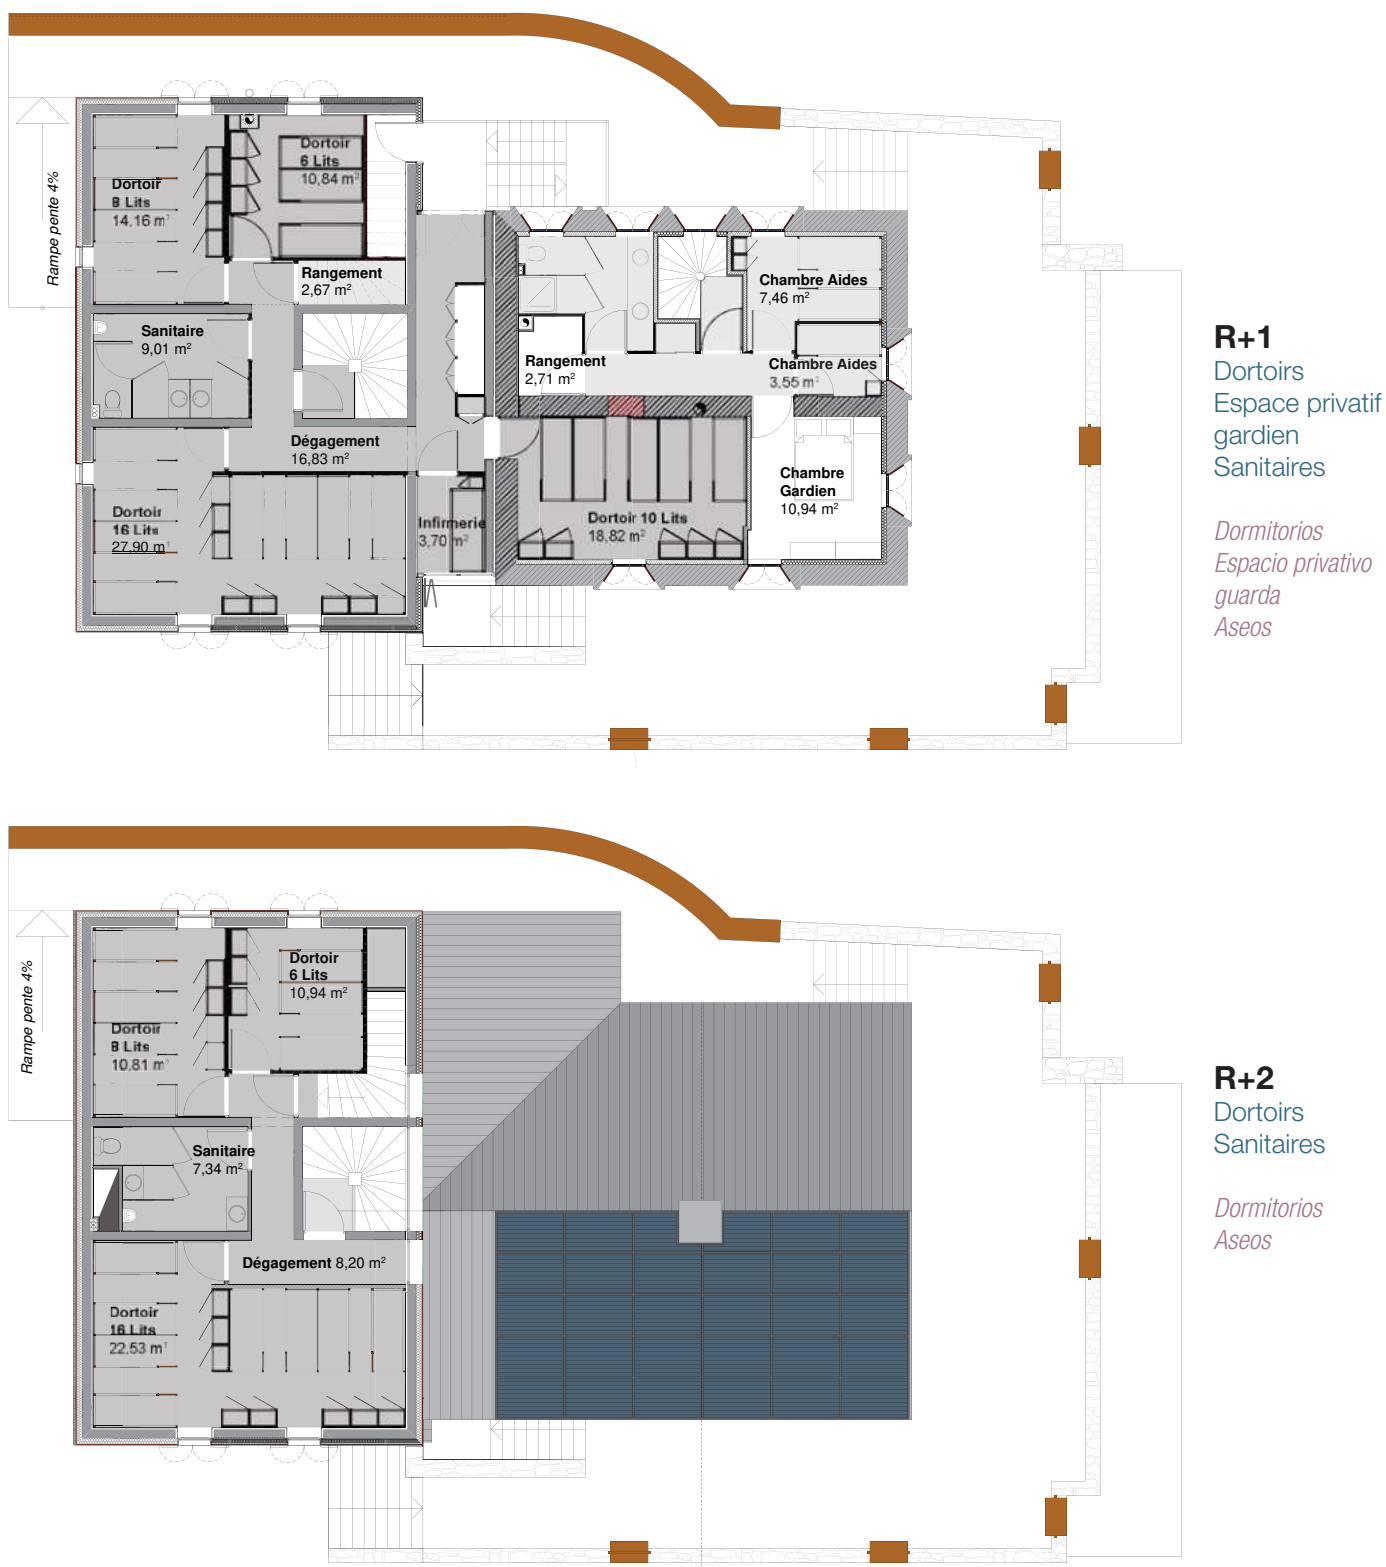 Rampe pente 4%
Dortoir
8 Lits
14,16 m²
Dortoir
6 Lits
10,84 m²
Rangement
2,67 m²
Sanitaire
9,01 m²
Dégagement
16,83 m²
Dortoir
16 Lits
27,90 m²
Infirmerie
3,70 m²
Rangement
2,71 m²
Chambre Aides
7,46 m²
Chambre Aides
3,55 m²
Dortoir 10 Lits
18,82 m²
Chambre
Gardien
10,94 m²
R+1
Dortoirs
Espace privatif
gardien
Sanitaires
Dormitorios
Espacio privativo
guarda
Aseos
Rampe pente 4%
Dortoir
8 Lits
10,81 m²
Dortoir
6 Lits
10,94 m²
Sanitaire
7,34 m²
Dégagement 8,20 m²
Dortoir
16 Lits
22,53 m²
R+2
Dortoirs
Sanitaires
Dormitorios
Aseos